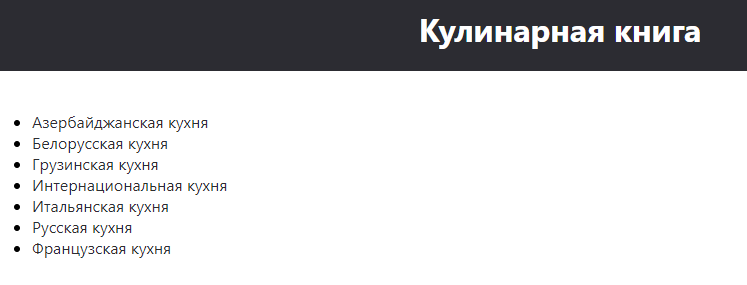 Кулинарная книга
Азербайджанская кухня
Белорусская кухня
Грузинская кухня
Интернациональная кухня
Итальянская кухня
Русская кухня
Французская кухня